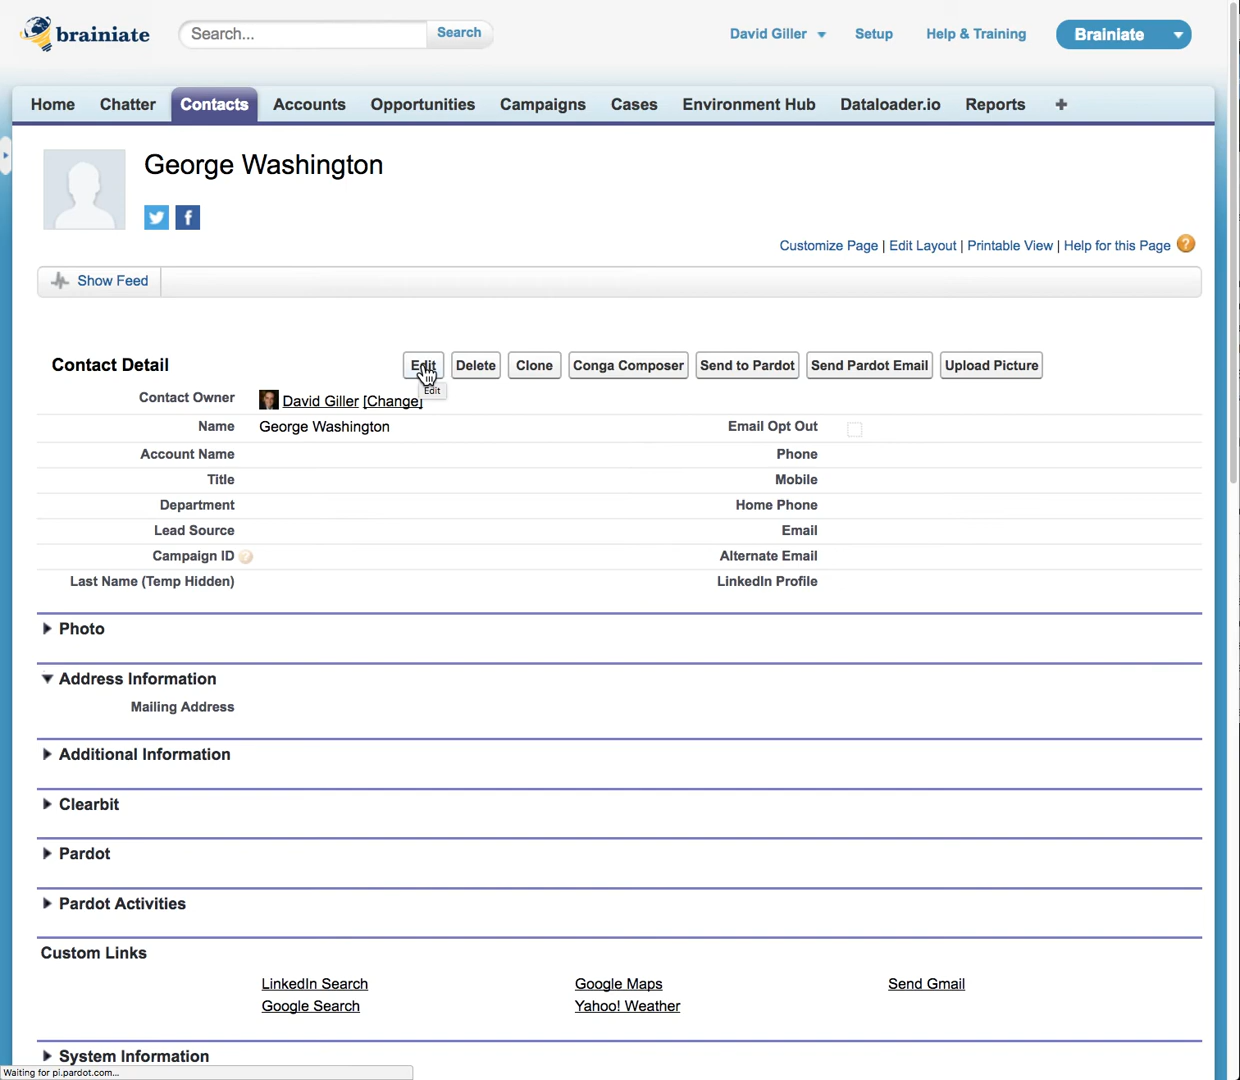 brainiate
Search...
Search
David Giller
Setup
Help & Training
Brainiate
Home
Chatter
Contacts
Accounts
Opportunities
Campaigns
Cases
Environment Hub
Dataloader.io
Reports
+
George Washington
Customize Page | Edit Layout | Printable View | Help for this Page ?
Show Feed
Contact Detail
Edit
Delete
Clone
Conga Composer
Send to Pardot
Send Pardot Email
Upload Picture
Edit
Contact Owner
David Giller [Change]
Name
George Washington
Email Opt Out
Account Name
Phone
Title
Mobile
Department
Home Phone
Lead Source
Email
Campaign ID ?
Alternate Email
Last Name (Temp Hidden)
LinkedIn Profile
Photo
Address Information
Mailing Address
Additional Information
Clearbit
Pardot
Pardot Activities
Custom Links
LinkedIn Search
Google Maps
Send Gmail
Google Search
Yahoo! Weather
System Information
Waiting for pi.pardot.com...